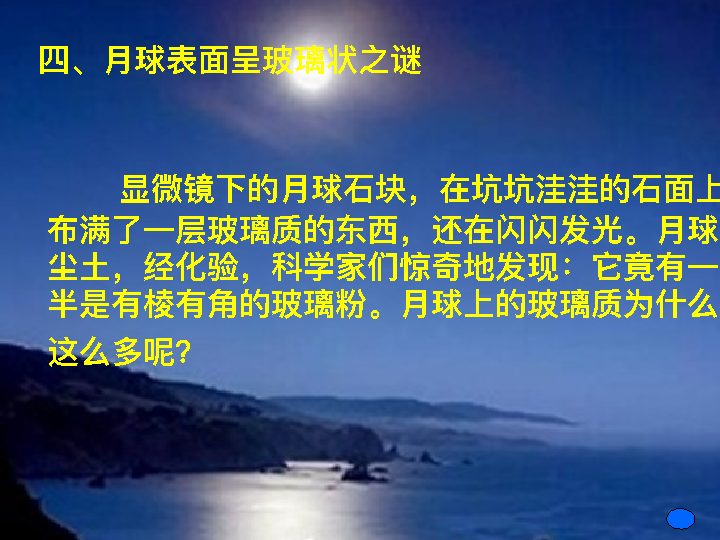 四、月球表面呈玻璃状之谜
显微镜下的月球石块，在坑坑洼洼的石面上
布满了一层玻璃质的东西，还在闪闪发光。月球
尘土，经化验，科学家们惊奇地发现：它竟有一
半是有棱有角的玻璃粉。月球上的玻璃质为什么
这么多呢？